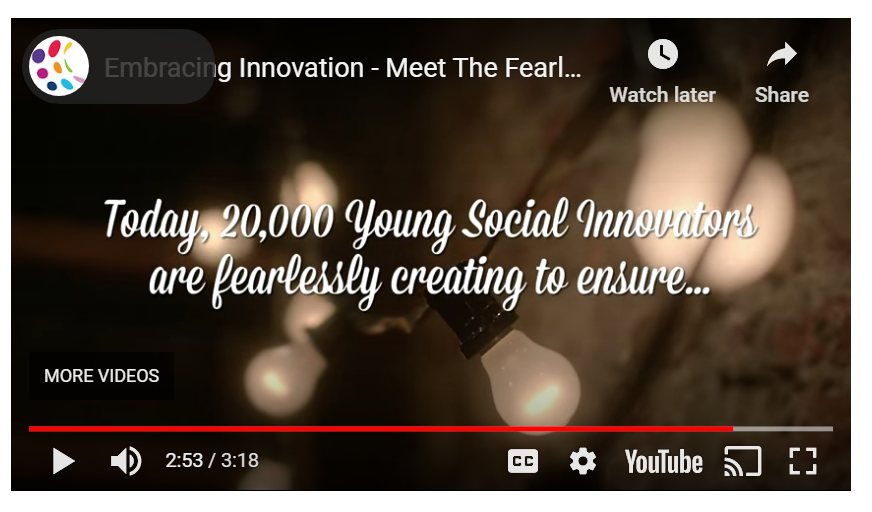 Embracing Innovation - Meet The Fearl...
Watch later
Share
Today, 20,000 Young Social Innovators
are fearlessly creating to ensure...
MORE VIDEOS
2:53 / 3:18
CC
YouTube